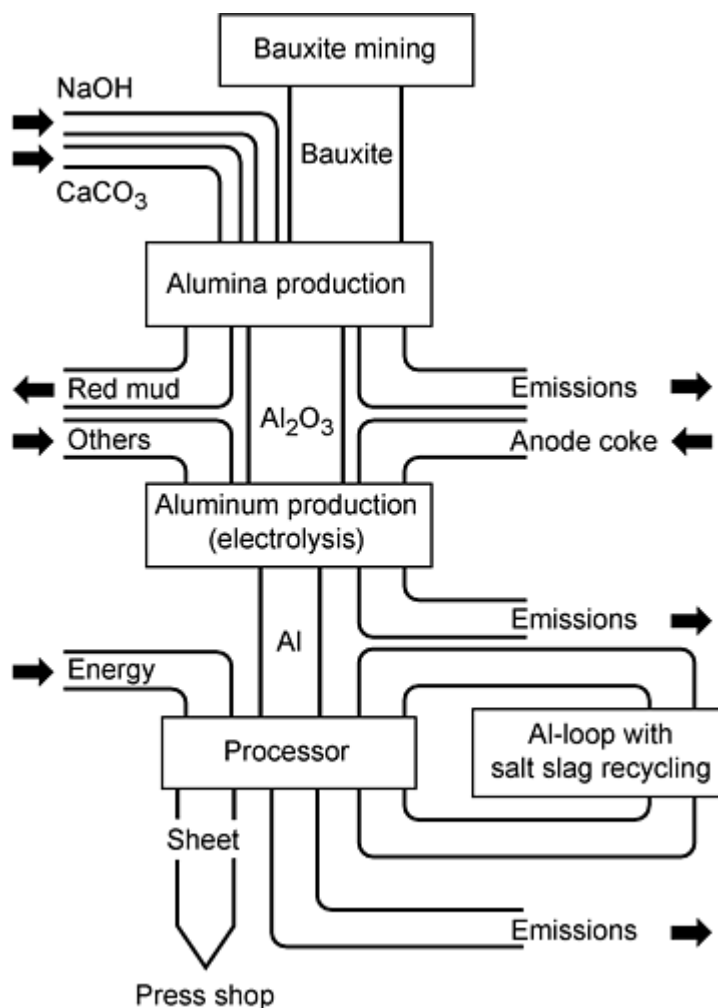 Bauxite mining
NaOH
Bauxite
CaCO₃
Alumina production
Red mud
Emissions
Al₂O₃
Others
Anode coke
Aluminum production
(electrolysis)
Emissions
Al
Energy
Processor
Al-loop with
salt slag recycling
Sheet
Emissions
Press shop